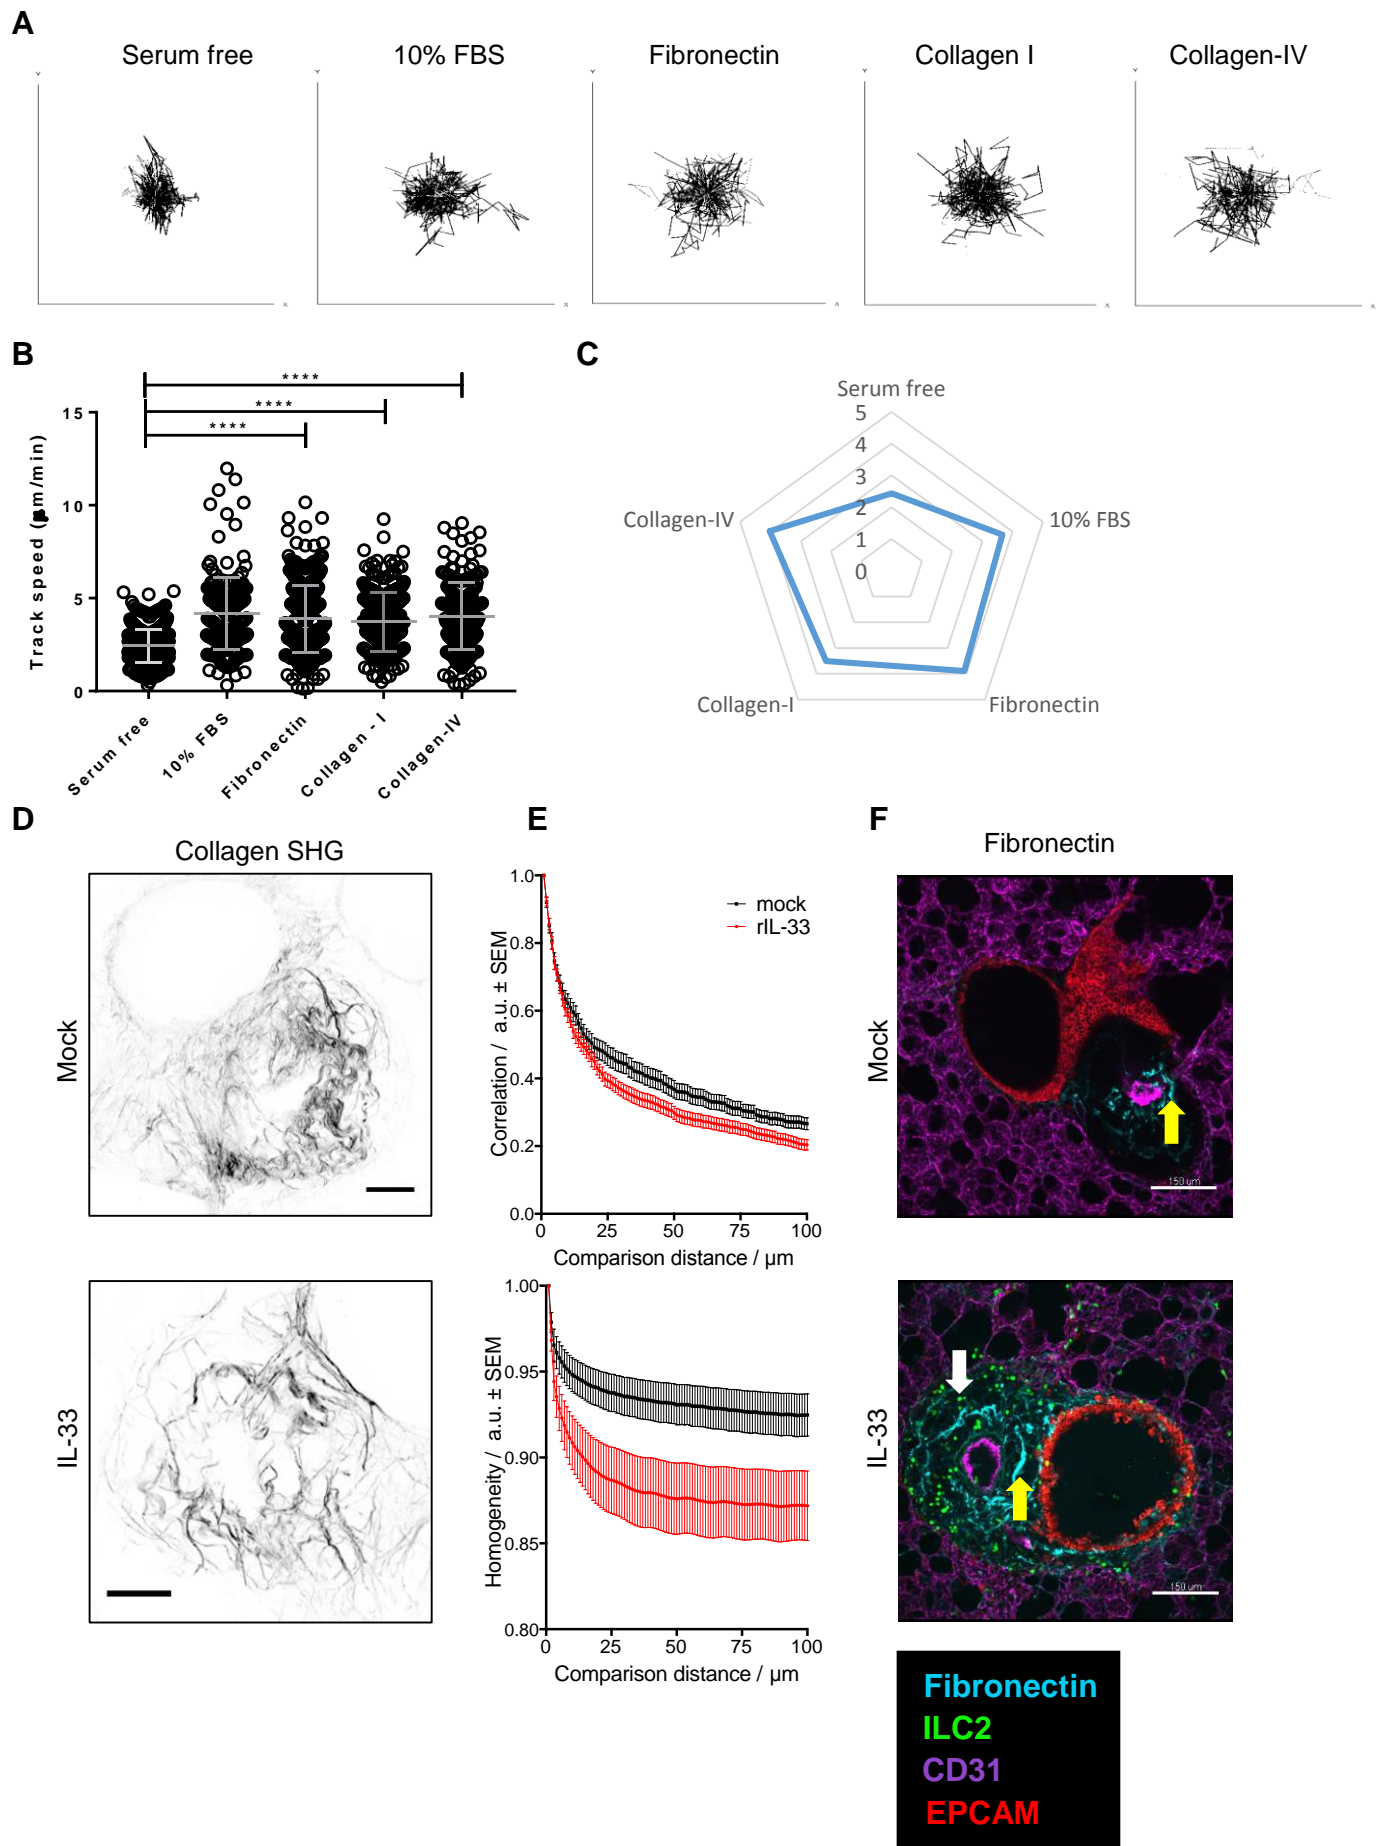 A
Serum free
10% FBS
Fibronectin
Collagen I
Collagen-IV
Y
X
Y
X
Y
X
Y
X
Y
X
B
****
****
****
Track speed (μm/min)
15
10
5
0
Serum free
10% FBS
Fibronectin
Collagen - I
Collagen-IV
C
Serum free
5
4
3
2
1
0
10% FBS
Fibronectin
Collagen-I
Collagen-IV
D
Collagen SHG
Mock
IL-33
E
1.0
0.8
0.6
0.4
0.2
0.0
Correlation / a.u. ± SEM
mock
rIL-33
0 25 50 75 100
Comparison distance / μm
1.00
0.95
0.90
0.85
0.80
Homogeneity / a.u. ± SEM
0 25 50 75 100
Comparison distance / μm
F
Fibronectin
Mock
150 um
IL-33
150 um
Fibronectin
ILC2
CD31
EPCAM